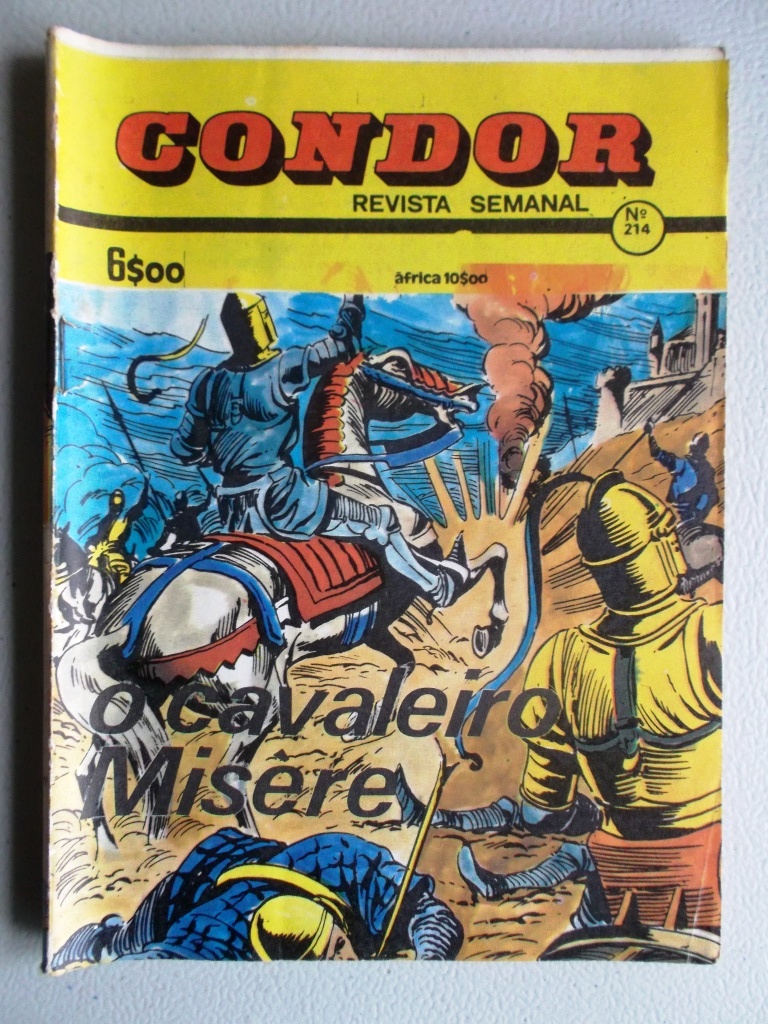 CONDOR
REVISTA SEMANAL
Nº
214
6$00
áfrica 10$00
o cavaleiro
Misère